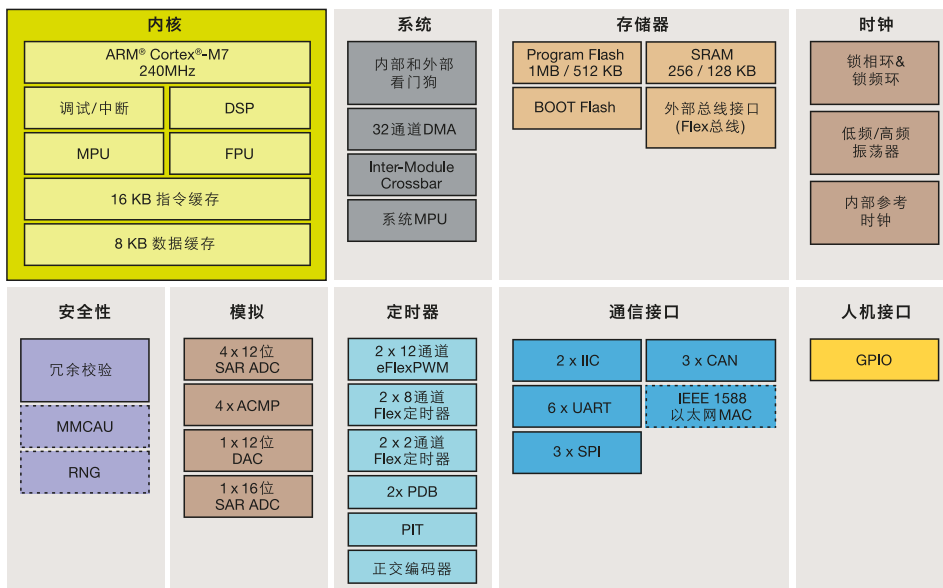 内核
ARM® Cortex®-M7
240MHz
调试/中断
DSP
MPU
FPU
16 KB 指令缓存
8 KB 数据缓存
系统
内部和外部
看门狗
32通道DMA
Inter-Module
Crossbar
系统MPU
存储器
Program Flash
1MB / 512 KB
SRAM
256 / 128 KB
BOOT Flash
外部总线接口
(Flex总线)
时钟
锁相环&
锁频环
低频/高频
振荡器
内部参考
时钟
安全性
冗余校验
MMCAU
RNG
模拟
4 x 12位
SAR ADC
4 x ACMP
1 x 12位
DAC
1 x 16位
SAR ADC
定时器
2 x 12通道
eFlexPWM
2 x 8通道
Flex定时器
2 x 2通道
Flex定时器
2x PDB
PIT
正交编码器
通信接口
2 x IIC
3 x CAN
6 x UART
IEEE 1588
以太网MAC
3 x SPI
人机接口
GPIO